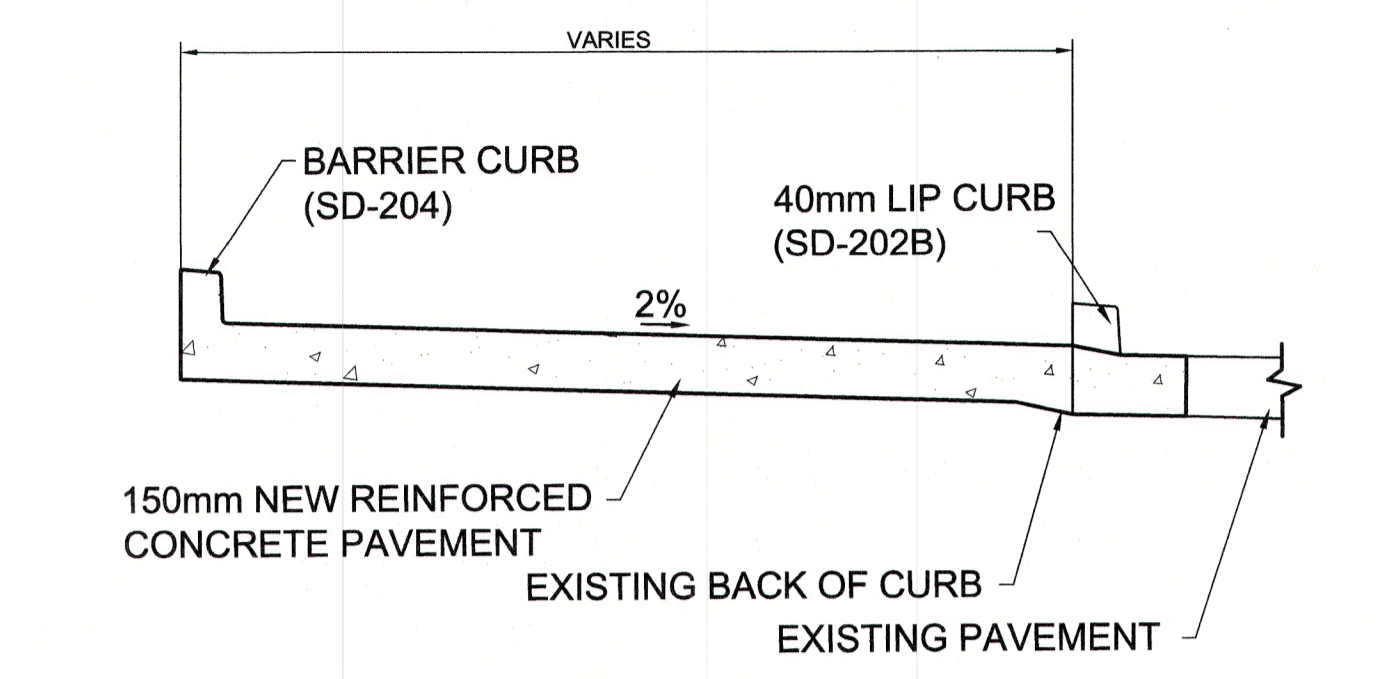 VARIES
BARRIER CURB
(SD-204)
40mm LIP CURB
(SD-202B)
2%
150mm NEW REINFORCED
CONCRETE PAVEMENT
EXISTING BACK OF CURB
EXISTING PAVEMENT